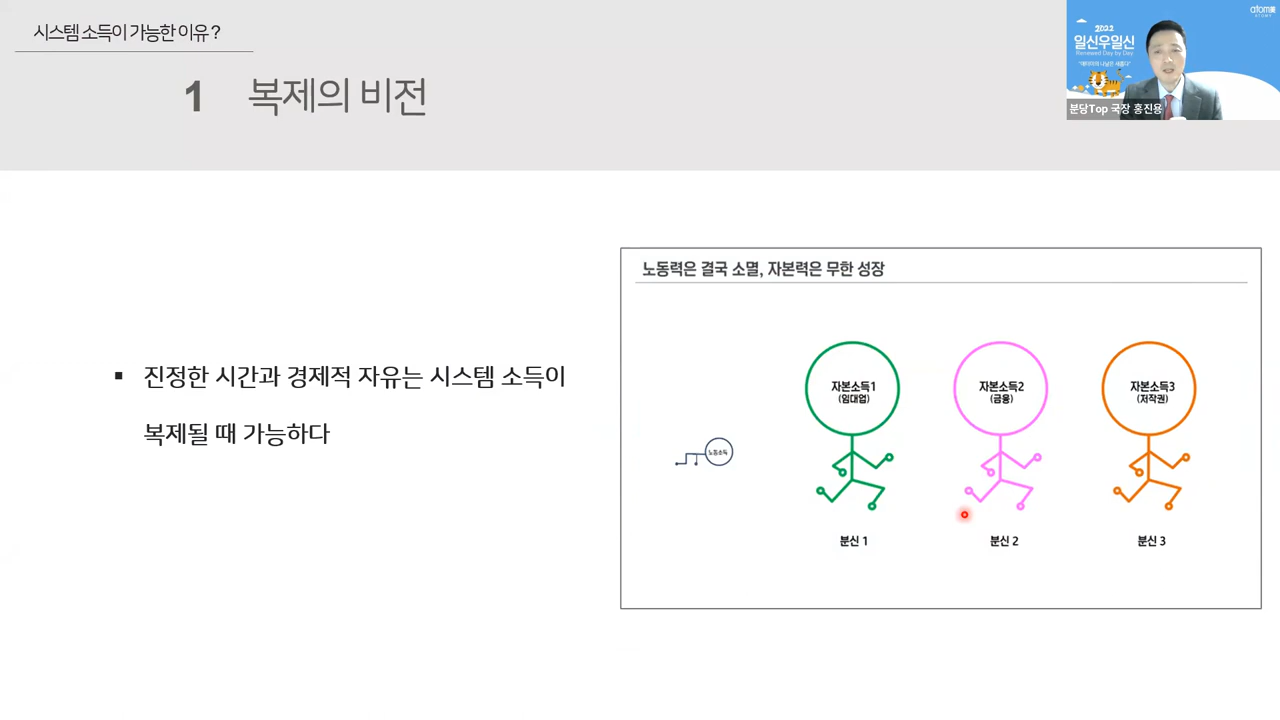 시스템 소득이 가능한 이유 ?
1 복제의 비전
atom美
ATOMY
2022
일신우일신
Renewed Day by Day
분당Top 국장 홍진용
노동력은 결국 소멸, 자본력은 무한 성장
▪ 진정한 시간과 경제적 자유는 시스템 소득이
복제될 때 가능하다
노동소득
자본소득1
(임대업)
자본소득2
(금융)
자본소득3
(저작권)
분신 1
분신 2
분신 3